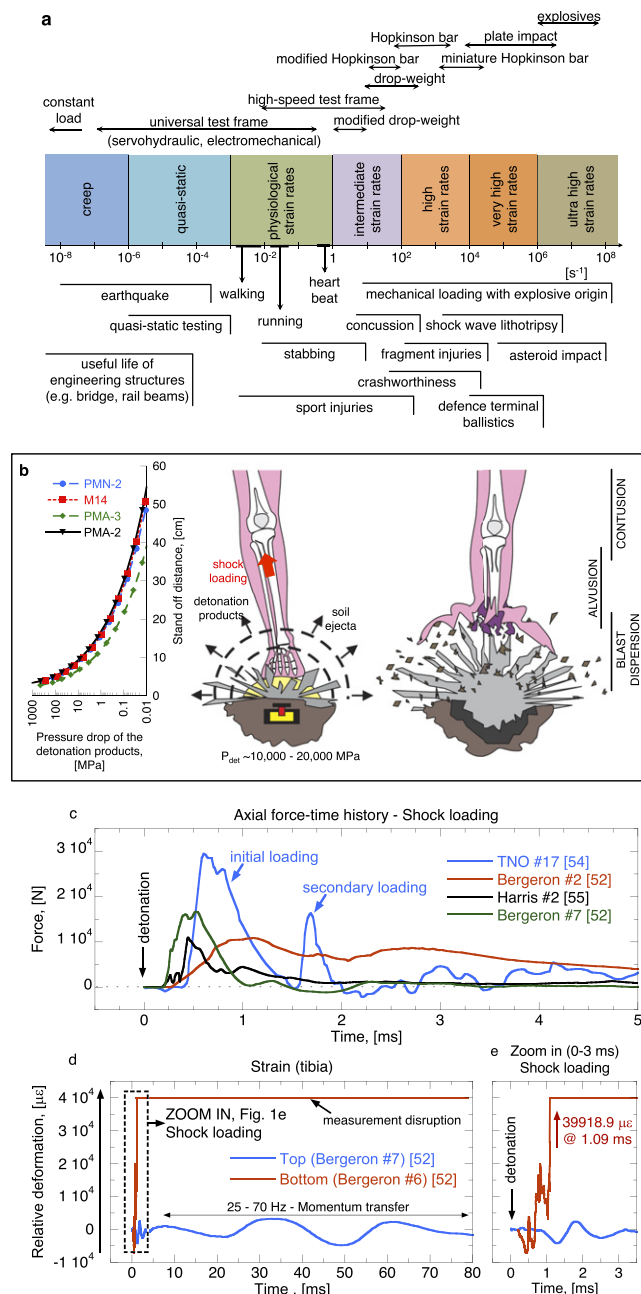 a
explosives
Hopkinson bar
plate impact
modified Hopkinson bar
miniature Hopkinson bar
drop-weight
high-speed test frame
constant
load
universal test frame
(servohydraulic, electromechanical)
modified drop-weight
creep
quasi-static
physiological
strain rates
intermediate
strain rates
high
strain rates
very high
strain rates
ultra high
strain rates
10⁻⁸
10⁻⁶
10⁻⁴
10⁻²
1
10²
10⁴
10⁶
10⁸
[s⁻¹]
earthquake
walking
heart
beat
mechanical loading with explosive origin
quasi-static testing
running
concussion
shock wave lithotripsy
useful life of
engineering structures
(e.g. bridge, rail beams)
stabbing
fragment injuries
asteroid impact
crashworthiness
sport injuries
defence terminal
ballistics
b
PMN-2
M14
PMA-3
PMA-2
60
50
40
30
20
10
0
Stand off distance, [cm]
1000
100
10
1
0.1
0.01
Pressure drop of the
detonation products,
[MPa]
shock
loading
detonation
products
soil
ejecta
P_det ~10,000 - 20,000 MPa
CONTUSION
ALVUSION
BLAST
DISPERSION
c
Axial force-time history - Shock loading
3 10⁴
2 10⁴
1 10⁴
0
Force, [N]
detonation
initial loading
secondary loading
TNO #17 [54]
Bergeron #2 [52]
Harris #2 [55]
Bergeron #7 [52]
0
1
2
3
4
5
Time, [ms]
d
Strain (tibia)
Relative deformation, [με]
4 10⁴
3 10⁴
2 10⁴
1 10⁴
0
-1 10⁴
ZOOM IN, Fig. 1e
Shock loading
measurement disruption
Top (Bergeron #7) [52]
Bottom (Bergeron #6) [52]
25 - 70 Hz - Momentum transfer
0
10
20
30
40
50
60
70
80
Time , [ms]
e
Zoom in (0-3 ms)
Shock loading
detonation
39918.9 με
@ 1.09 ms
0
1
2
3
Time, [ms]